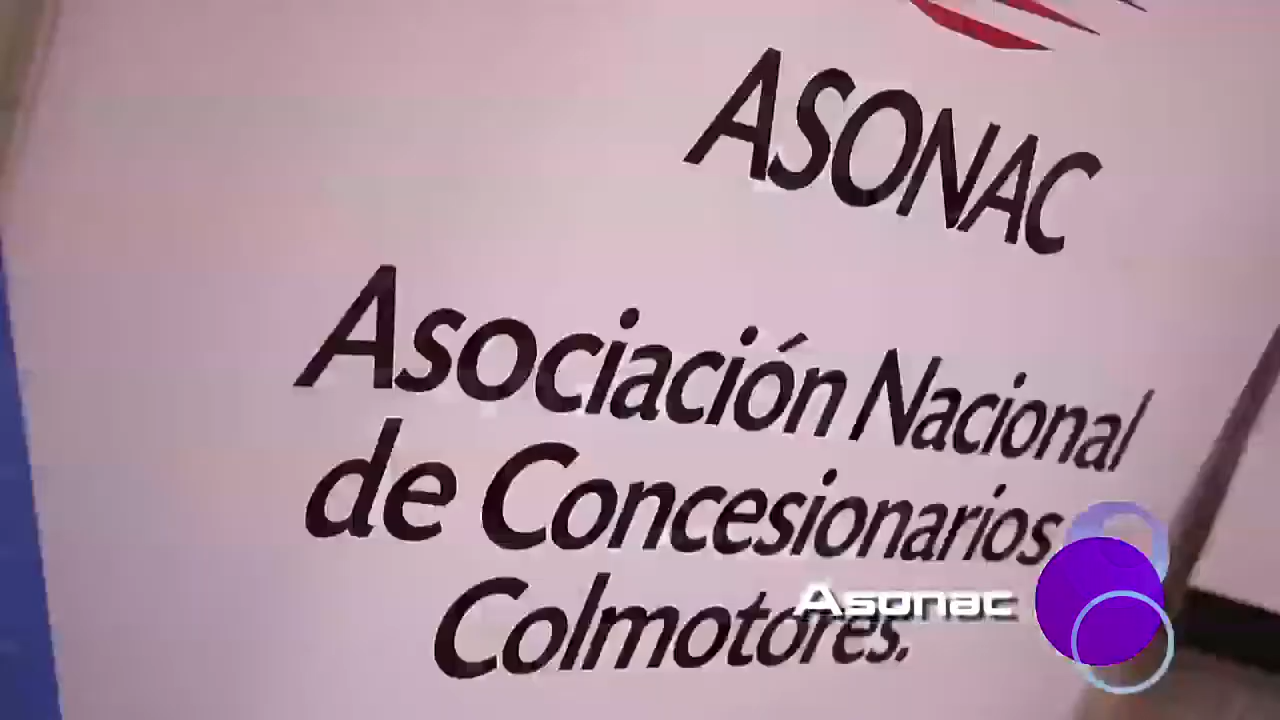 ASONAC
Asociación Nacional
de Concesionarios
Colmotores.
Asonac